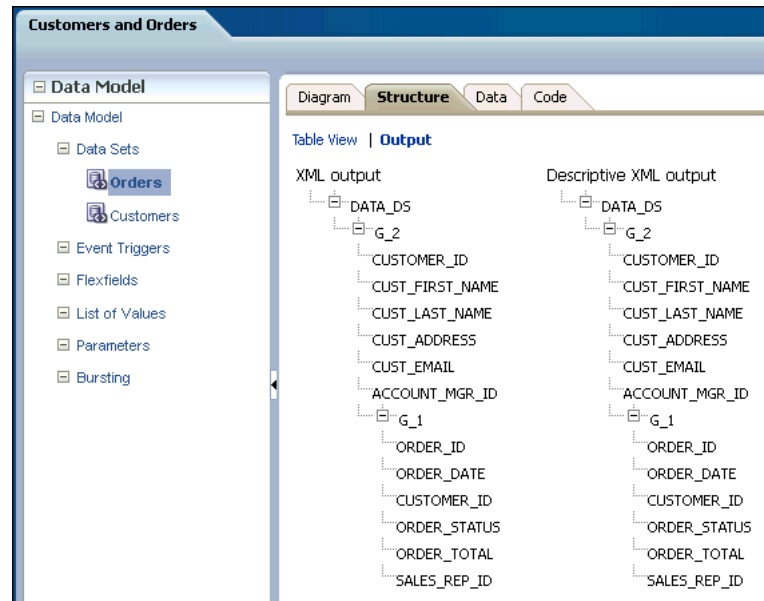 Customers and Orders
Data Model
Data Model
Data Sets
Orders
Customers
Event Triggers
Flexfields
List of Values
Parameters
Bursting
Diagram Structure Data Code
Table View | Output
XML output
DATA_DS
G_2
CUSTOMER_ID
CUST_FIRST_NAME
CUST_LAST_NAME
CUST_ADDRESS
CUST_EMAIL
ACCOUNT_MGR_ID
G_1
ORDER_ID
ORDER_DATE
CUSTOMER_ID
ORDER_STATUS
ORDER_TOTAL
SALES_REP_ID
Descriptive XML output
DATA_DS
G_2
CUSTOMER_ID
CUST_FIRST_NAME
CUST_LAST_NAME
CUST_ADDRESS
CUST_EMAIL
ACCOUNT_MGR_ID
G_1
ORDER_ID
ORDER_DATE
CUSTOMER_ID
ORDER_STATUS
ORDER_TOTAL
SALES_REP_ID